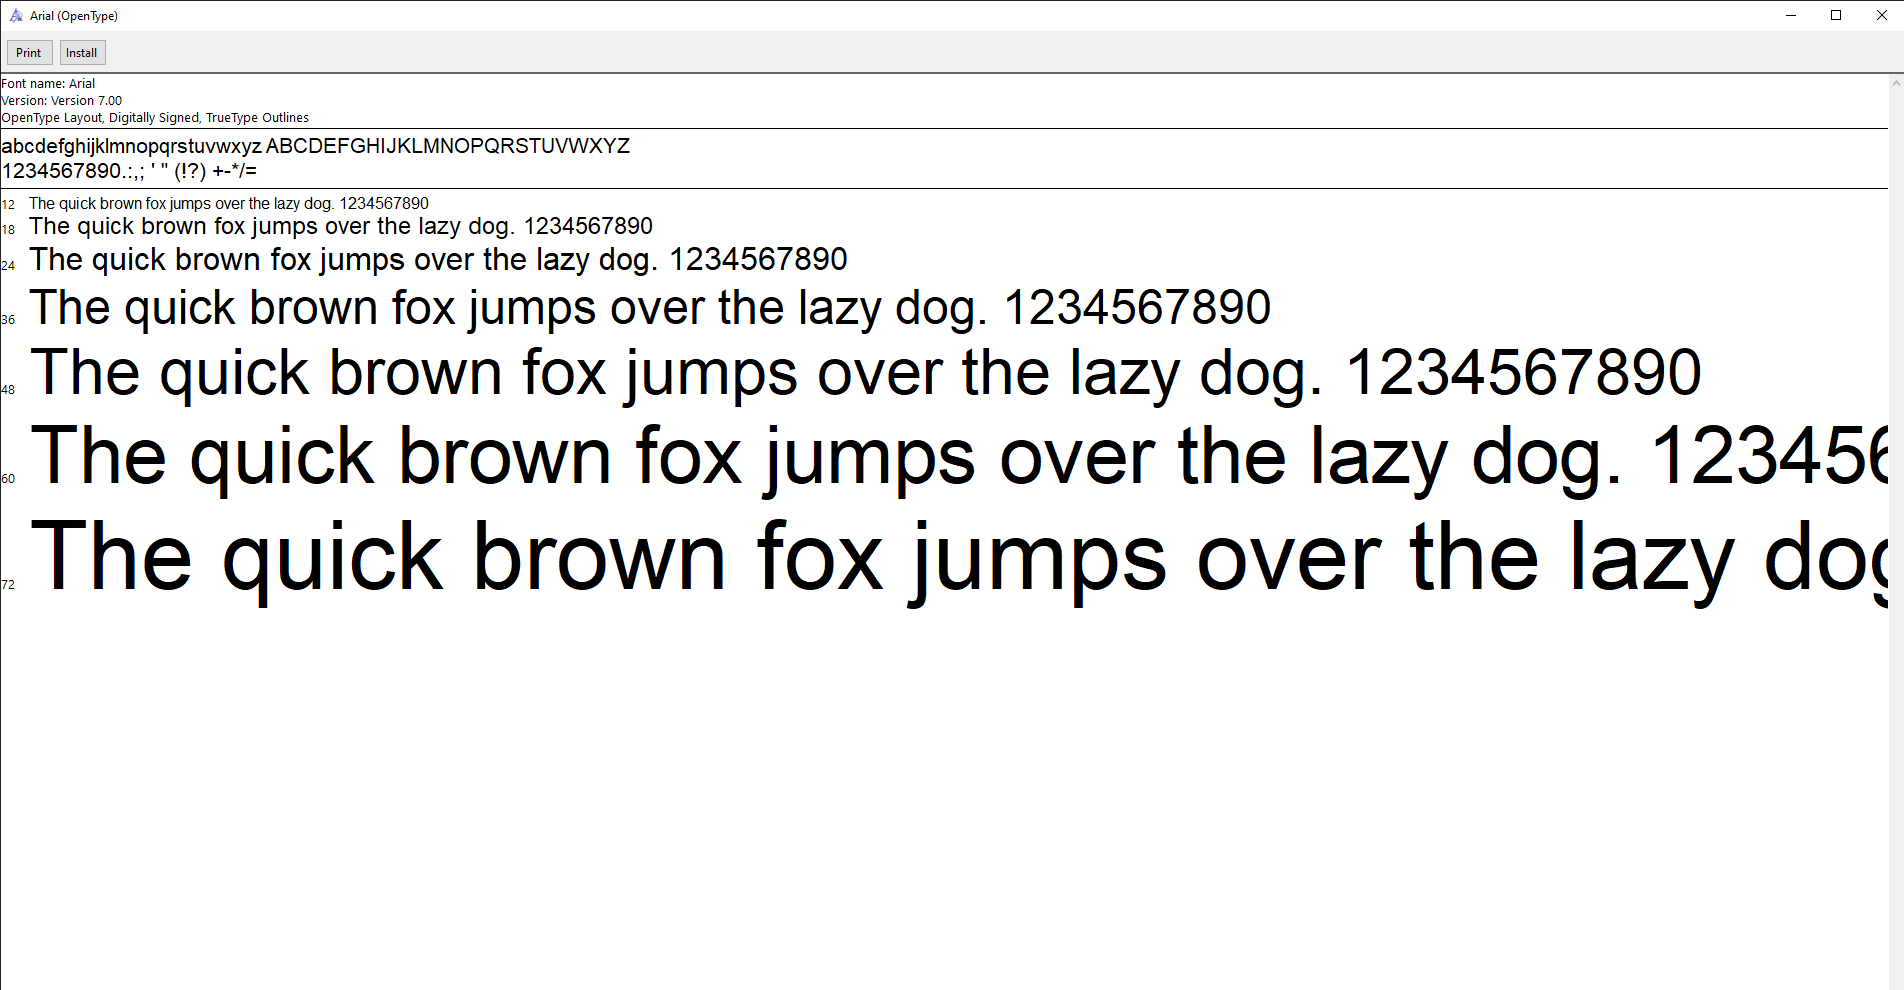 Arial (OpenType)
Print Install
Font name: Arial
Version: Version 7.00
OpenType Layout, Digitally Signed, TrueType Outlines
abcdefghijklmnopqrstuvwxyz ABCDEFGHIJKLMNOPQRSTUVWXYZ
1234567890.:,; ' " (!?) +-*/=
12 The quick brown fox jumps over the lazy dog. 1234567890
18 The quick brown fox jumps over the lazy dog. 1234567890
24 The quick brown fox jumps over the lazy dog. 1234567890
36 The quick brown fox jumps over the lazy dog. 1234567890
48 The quick brown fox jumps over the lazy dog. 1234567890
60 The quick brown fox jumps over the lazy dog. 123456
72 The quick brown fox jumps over the lazy dog